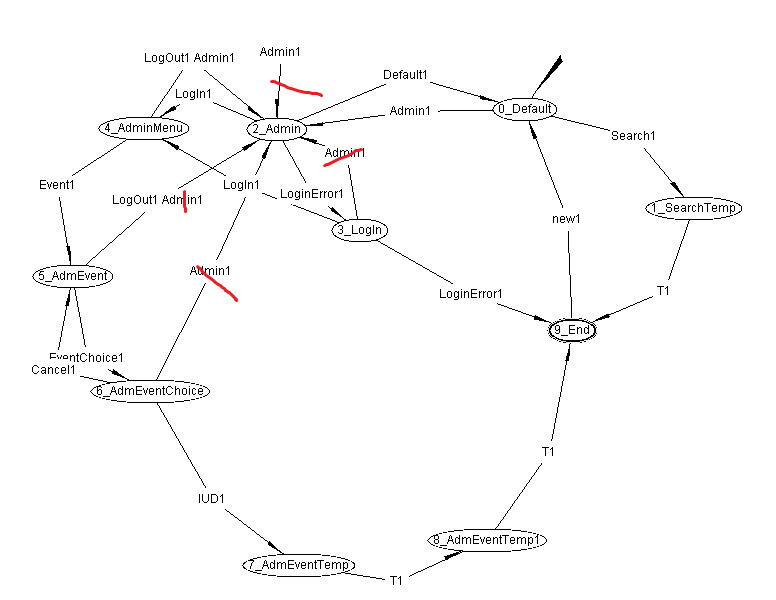 Admin1
LogOut1 Admin1
Default1
LogIn1
Admin1
0_Default
4_AdminMenu
2_Admin
Search1
Admin1
Event1
LogIn1
LoginError1
LogOut1 Admin1
1_SearchTemp
new1
3_LogIn
Admin1
5_AdmEvent
LoginError1
T1
9_End
EventChoice1
Cancel1
6_AdmEventChoice
T1
IUD1
8_AdmEventTemp1
7_AdmEventTemp
T1